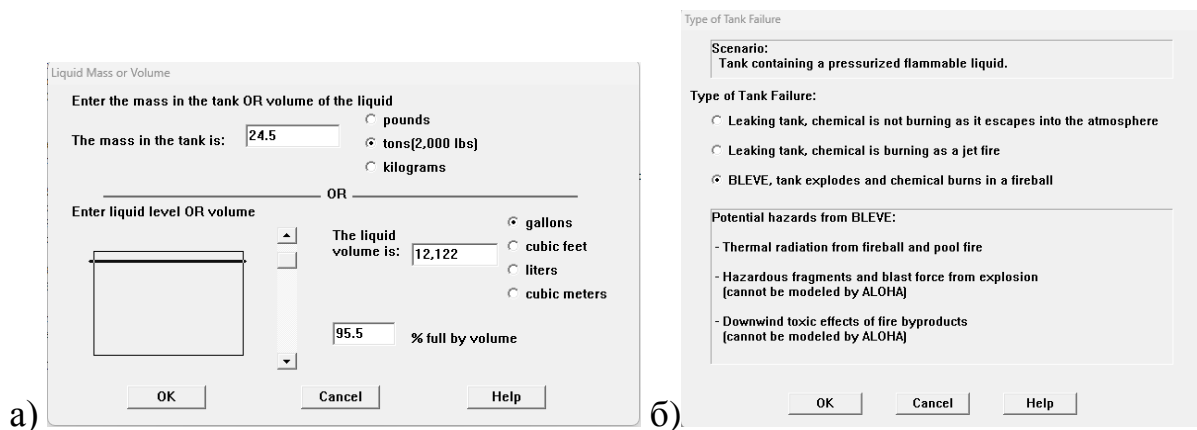 Liquid Mass or Volume
Enter the mass in the tank OR volume of the liquid
The mass in the tank is:
24.5
pounds
tons(2,000 lbs)
kilograms
OR
Enter liquid level OR volume
The liquid
volume is:
12,122
gallons
cubic feet
liters
cubic meters
95.5
% full by volume
OK
Cancel
Help
а)
Type of Tank Failure
Scenario:
Tank containing a pressurized flammable liquid.
Type of Tank Failure:
Leaking tank, chemical is not burning as it escapes into the atmosphere
Leaking tank, chemical is burning as a jet fire
BLEVE, tank explodes and chemical burns in a fireball
Potential hazards from BLEVE:
- Thermal radiation from fireball and pool fire
- Hazardous fragments and blast force from explosion
(cannot be modeled by ALOHA)
- Downwind toxic effects of fire byproducts
(cannot be modeled by ALOHA)
OK
Cancel
Help
б)